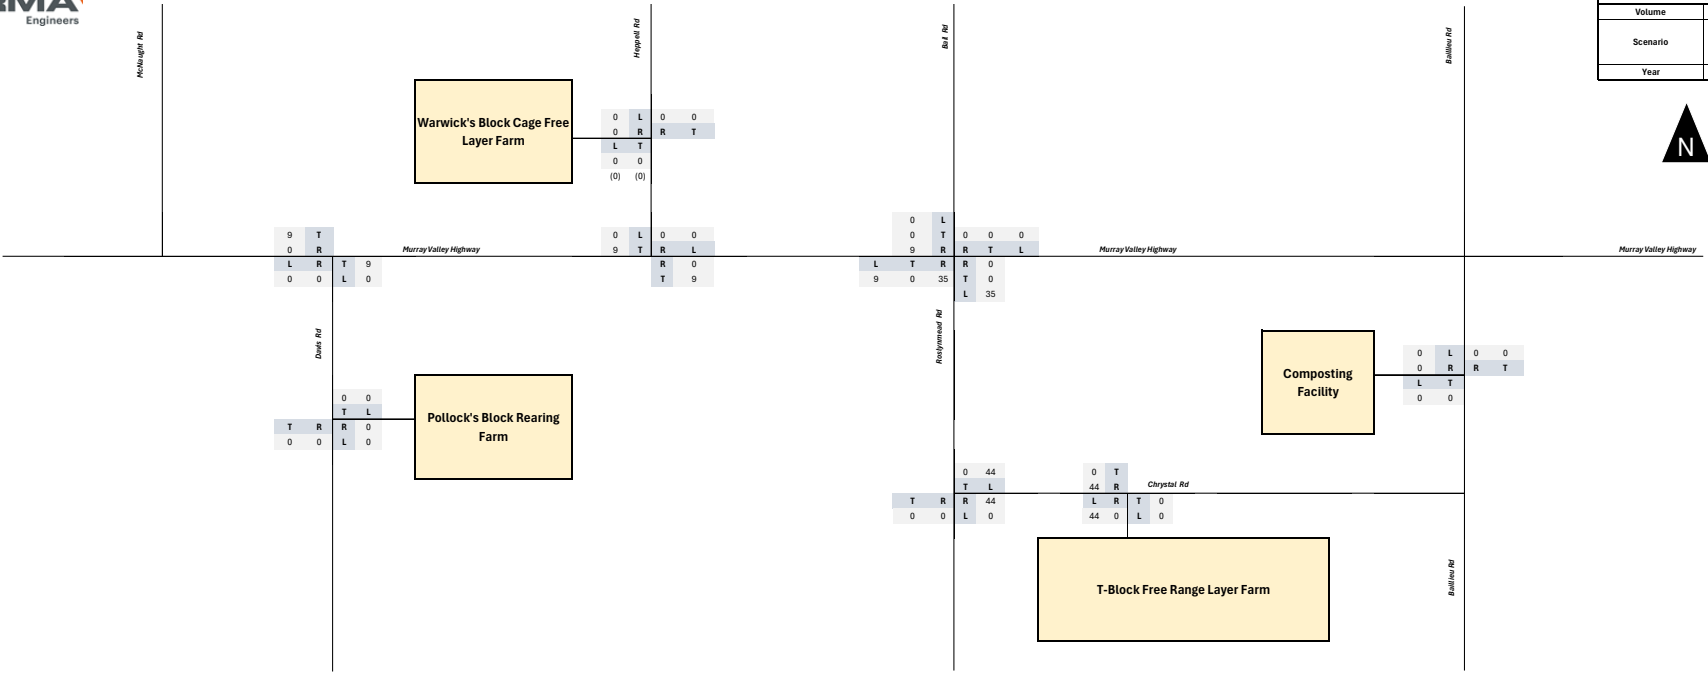 Engineers
Volume
Scenario
Year
N
McNaught Rd
Heppell Rd
Ball Rd
Baillieu Rd
Warwick's Block Cage Free
Layer Farm
0 L 0 0
0 R R T
L T
0 0
(0) (0)
9 T
0 R
L R T 9
0 0 L 0
Murray Valley Highway
0 L 0 0
9 T R L
R 0
T 9
0 L
0 T 0 0 0
9 R R T L
L T R R 0
9 0 35 T 0
L 35
Murray Valley Highway
Murray Valley Highway
Davis Rd
Roslynmead Rd
0 0
T L
T R R 0
0 0 L 0
Pollock's Block Rearing
Farm
Composting
Facility
0 L 0 0
0 R R T
L T
0 0
0 44
T L
T R R 44
0 0 L 0
0 T
44 R
L R T 0
44 0 L 0
Chrystal Rd
T-Block Free Range Layer Farm
Baillieu Rd